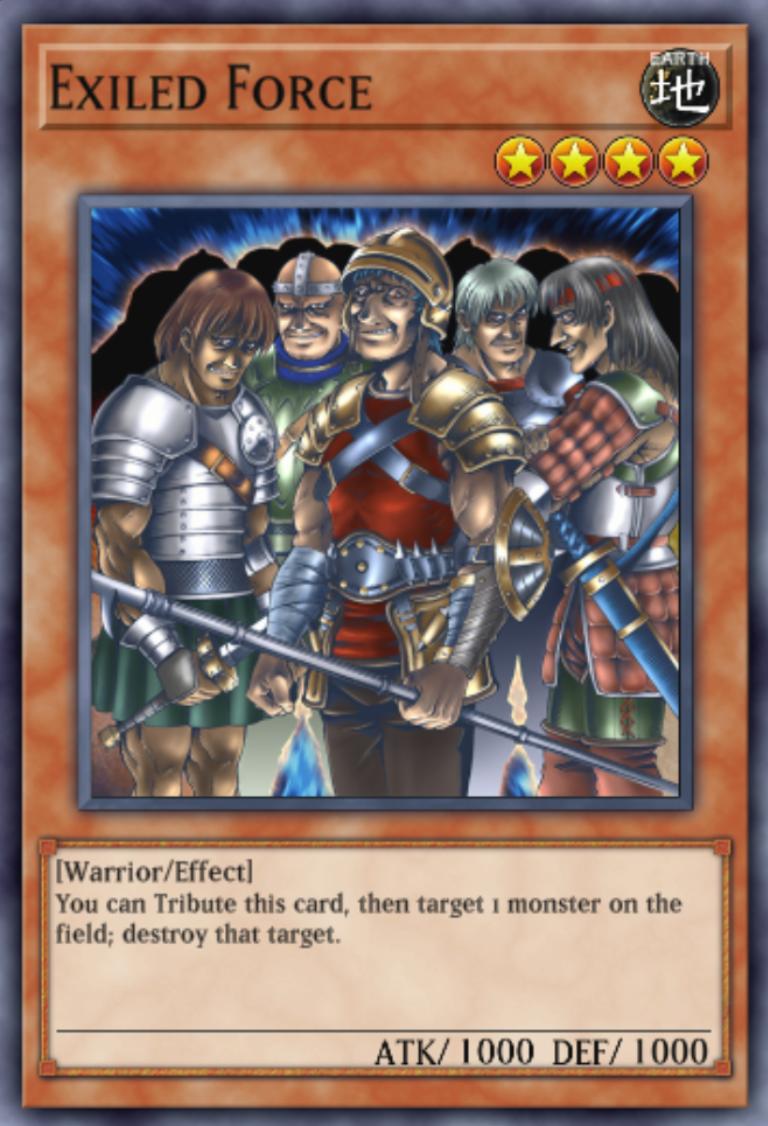 Exiled Force
EARTH
地
[Warrior/Effect]
You can Tribute this card, then target 1 monster on the
field; destroy that target.
ATK/ 1000 DEF/ 1000